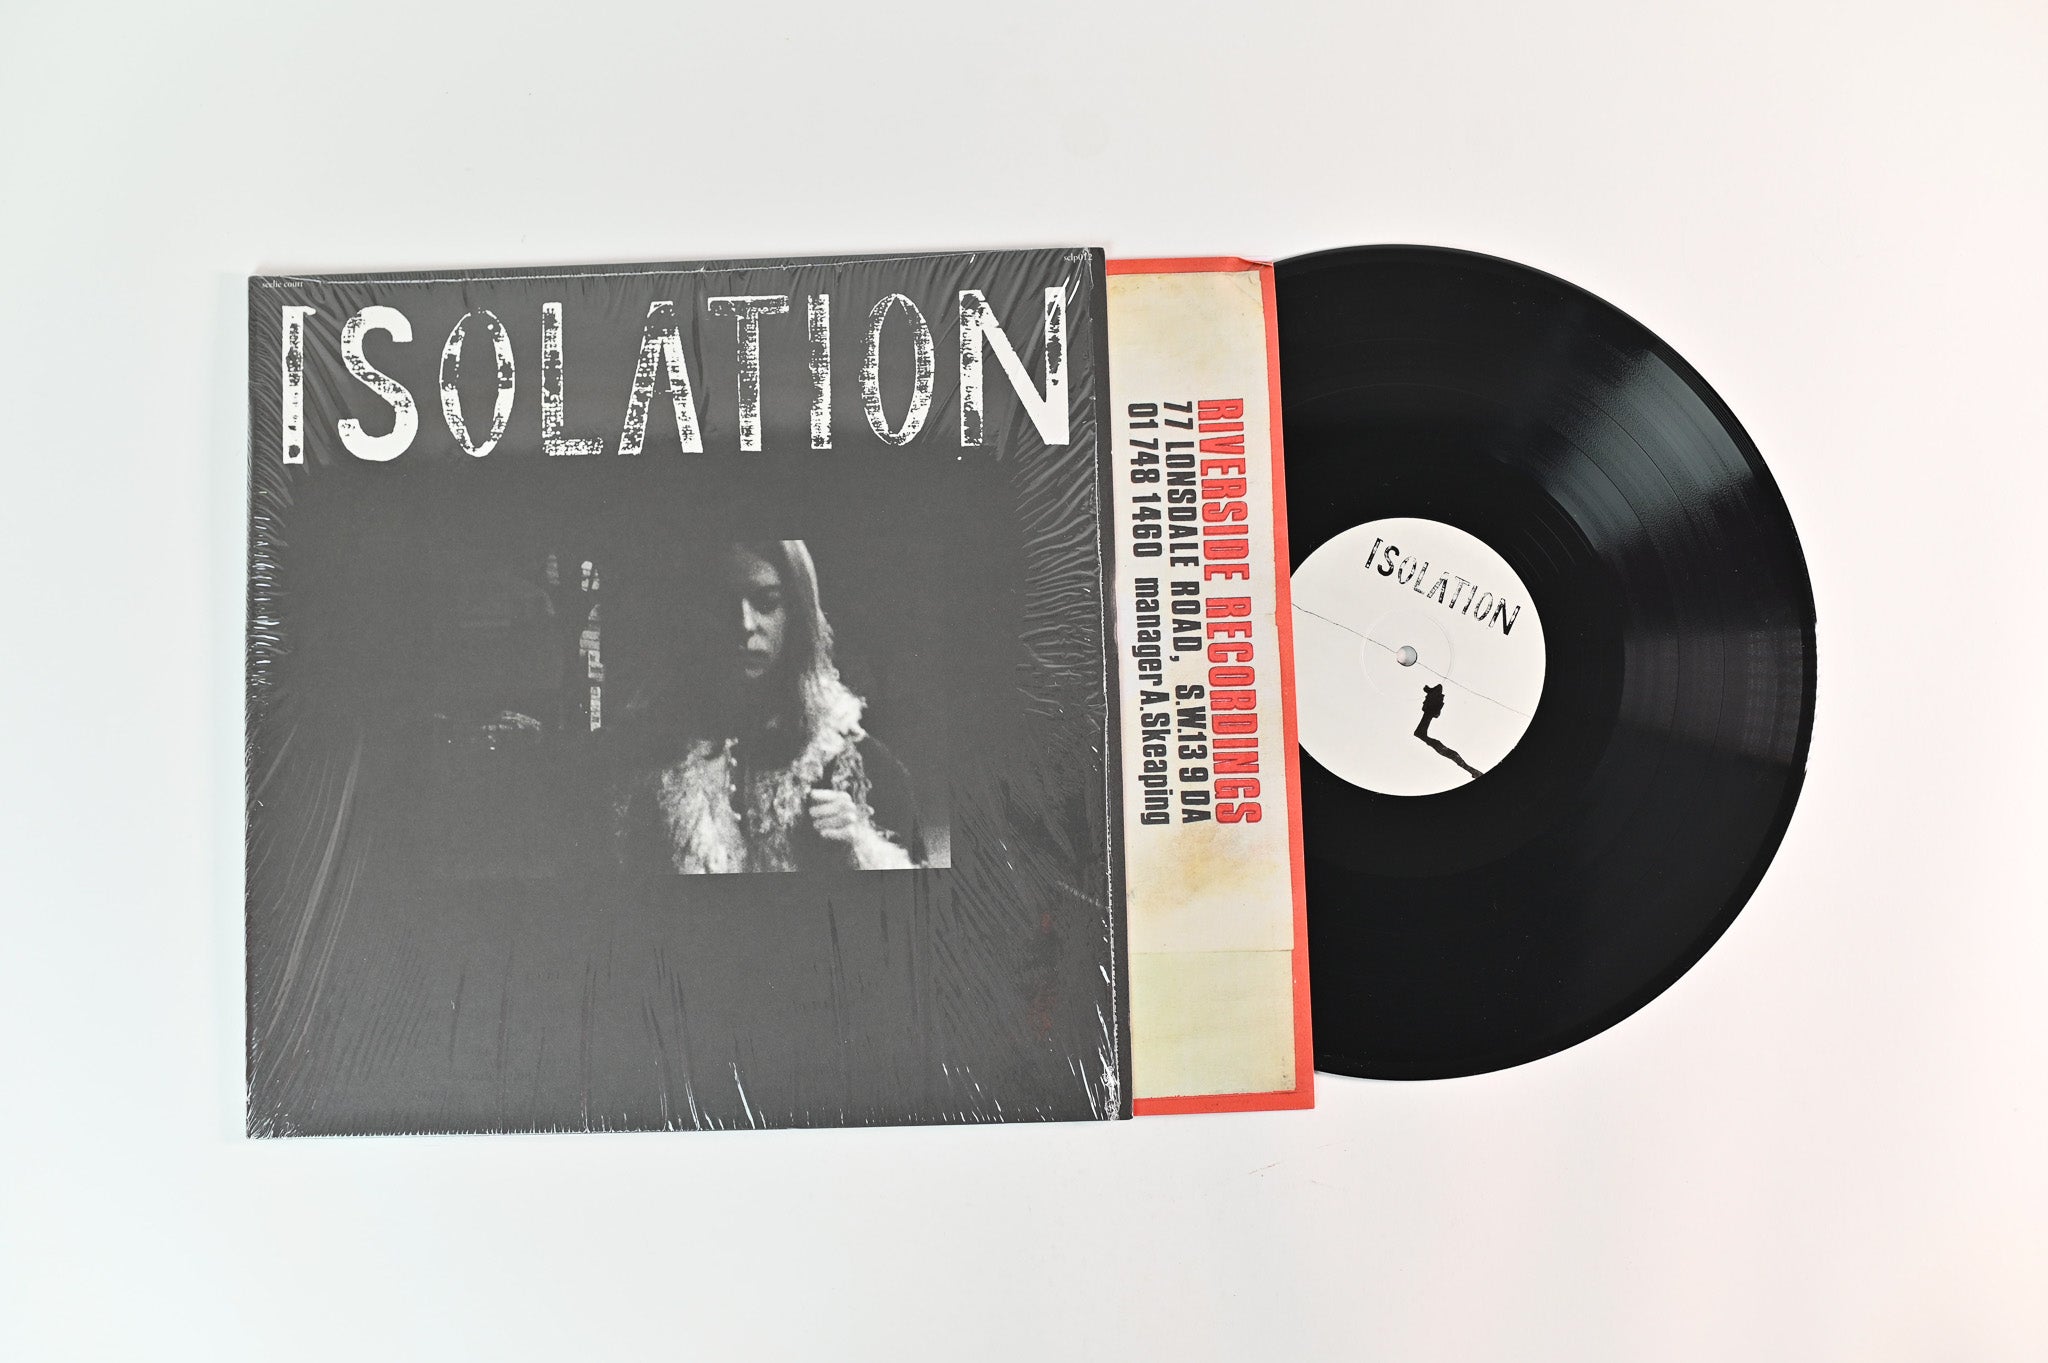 seelie court
sclp012
ISOLATION
RIVERSIDE RECORDINGS
77 LONSDALE ROAD, S.W.13 9 DA
01 748 1460 manager A.Skeaping
ISOLATION